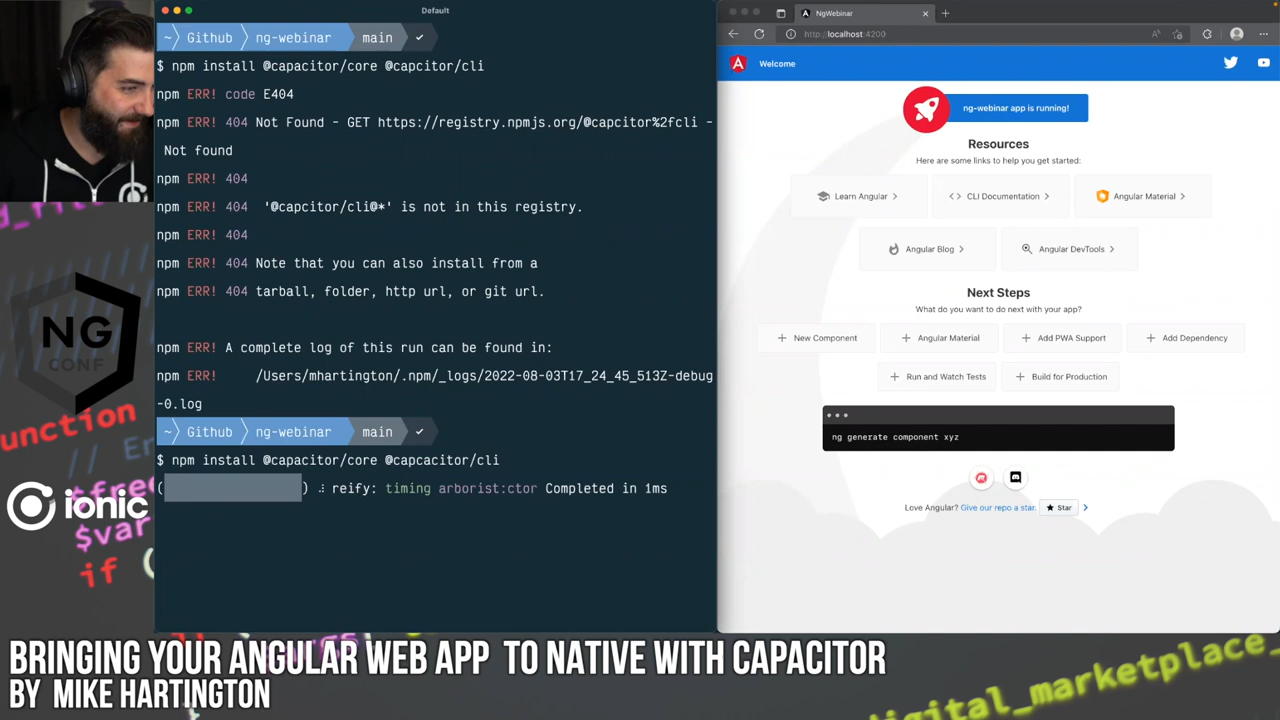 Default
~ Github ng-webinar main ✔
$ npm install @capacitor/core @capcitor/cli
npm ERR! code E404
npm ERR! 404 Not Found - GET https://registry.npmjs.org/@capcitor%2fcli -
Not found
npm ERR! 404
npm ERR! 404 '@capcitor/cli@*' is not in this registry.
npm ERR! 404
npm ERR! 404 Note that you can also install from a
npm ERR! 404 tarball, folder, http url, or git url.
npm ERR! A complete log of this run can be found in:
npm ERR! /Users/mhartington/.npm/_logs/2022-08-03T17_24_45_513Z-debug
-0.log
~ Github ng-webinar main ✔
$ npm install @capacitor/core @capcacitor/cli
( ) ⠼ reify: timing arborist:ctor Completed in 1ms
NgWebinar
http://localhost:4200
Welcome
ng-webinar app is running!
Resources
Here are some links to help you get started:
Learn Angular
CLI Documentation
Angular Material
Angular Blog
Angular DevTools
Next Steps
What do you want to do next with your app?
New Component
Angular Material
Add PWA Support
Add Dependency
Run and Watch Tests
Build for Production
ng generate component xyz
Love Angular? Give our repo a star. Star
NG
CONF
unction
// En
$free
$var
if (
ionic
digital_marketplace_
BRINGING YOUR ANGULAR WEB APP TO NATIVE WITH CAPACITOR
BY MIKE HARTINGTON